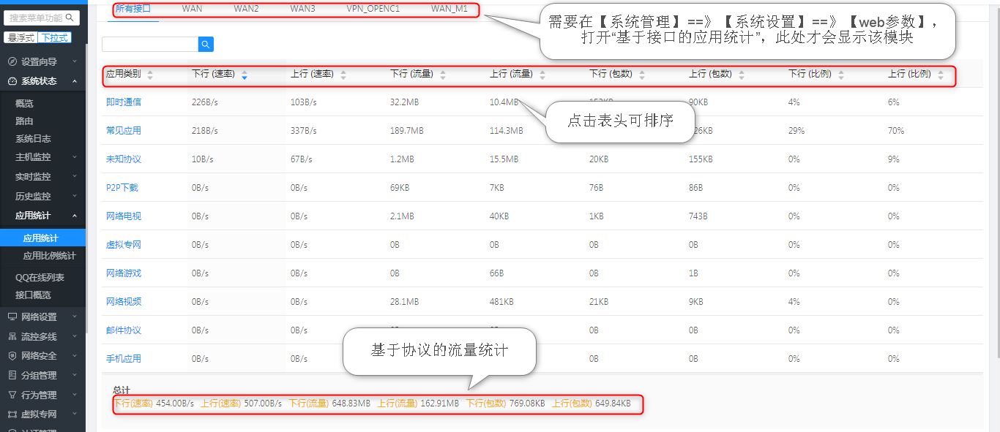 搜索菜单功能
悬浮式 下拉式
设置向导
系统状态
概览
路由
系统日志
主机监控
实时监控
历史监控
应用统计
应用统计
应用比例统计
QQ在线列表
接口概览
网络设置
流控多线
网络安全
分组管理
行为管理
虚拟专网
所有接口 WAN WAN2 WAN3 VPN_OPENC1 WAN_M1
需要在【系统管理】==》【系统设置】==》【web参数】，
打开“基于接口的应用统计”，此处才会显示该模块
应用类别 下行 (速率) 上行 (速率) 下行 (流量) 上行 (流量) 下行 (包数) 上行 (包数) 下行 (比例) 上行 (比例)
即时通信 226B/s 103B/s 32.2MB 10.4MB 90KB 4% 6%
点击表头可排序
常见应用 218B/s 337B/s 189.7MB 114.3MB 29% 70%
未知协议 10B/s 67B/s 1.2MB 15.5MB 20KB 155KB 0% 9%
P2P下载 0B/s 0B/s 69KB 7KB 76B 86B 0% 0%
网络电视 0B/s 0B/s 2.1MB 40KB 1KB 743B 0% 0%
虚拟专网 0B/s 0B/s 0B 0B 0B 0B 0% 0%
网络游戏 0B/s 0B/s 0B 66B 0B 1B 0% 0%
网络视频 0B/s 0B/s 28.1MB 481KB 21KB 9KB 4% 0%
邮件协议 0B/s 0B/s 0B 0B 0% 0%
基于协议的流量统计
手机应用 0B/s 0B/s 0B 0B 0% 0%
总计
下行(速率) 454.00B/s 上行(速率) 507.00B/s 下行(流量) 648.83MB 上行(流量) 162.91MB 下行(包数) 769.08KB 上行(包数) 649.84KB